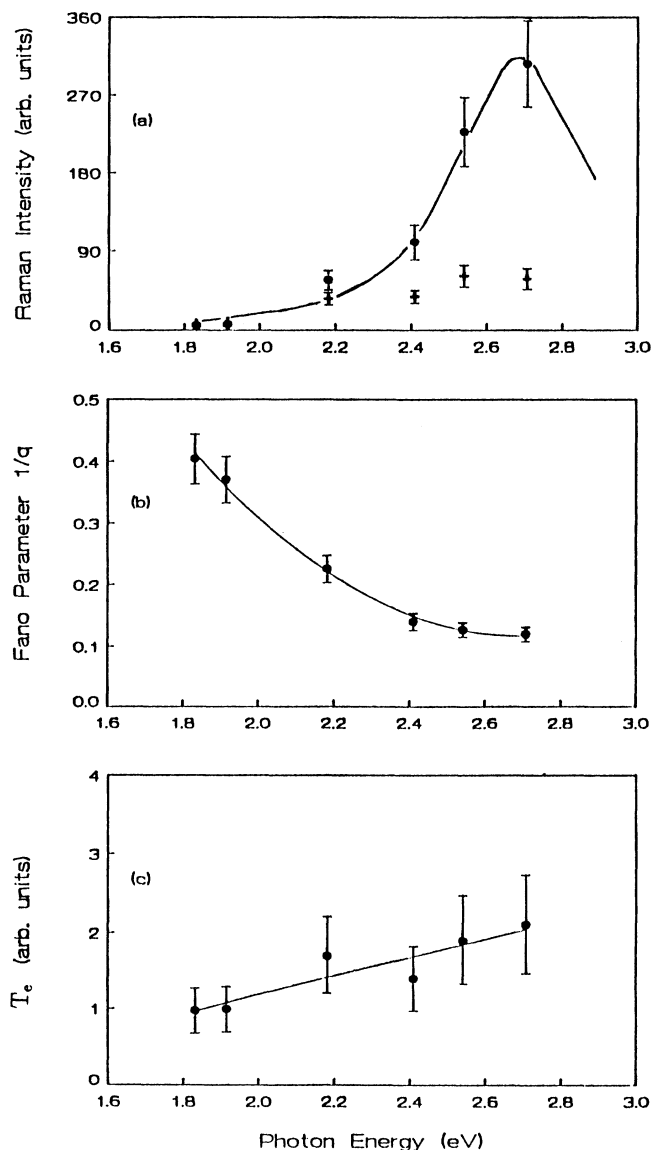 360
270
180
90
0
Raman Intensity (arb. units)
(a)
1.6 1.8 2.0 2.2 2.4 2.6 2.8 3.0
0.5
0.4
0.3
0.2
0.1
0.0
Fano Parameter 1/q
(b)
1.6 1.8 2.0 2.2 2.4 2.6 2.8 3.0
4
3
2
1
0
Te (arb. units)
(c)
1.6 1.8 2.0 2.2 2.4 2.6 2.8 3.0
Photon Energy (eV)